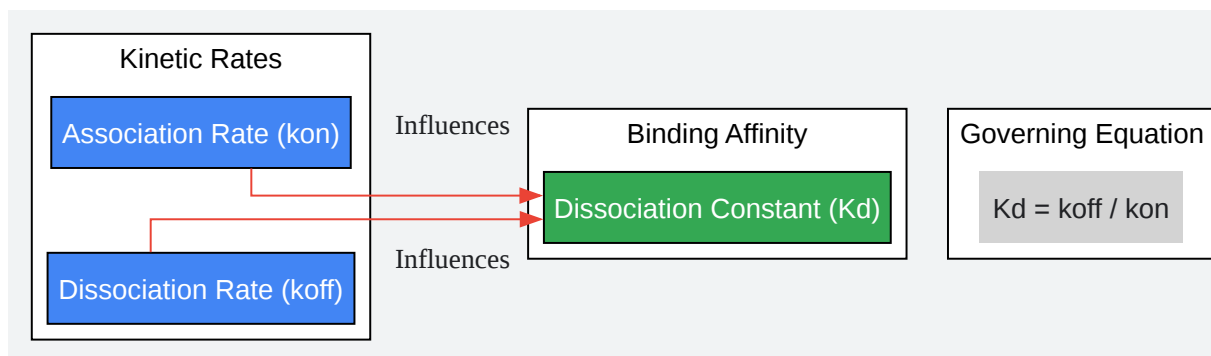 Kinetic Rates
Association Rate (kon)
Dissociation Rate (koff)
Influences
Influences
Binding Affinity
Dissociation Constant (Kd)
Governing Equation
Kd = koff / kon